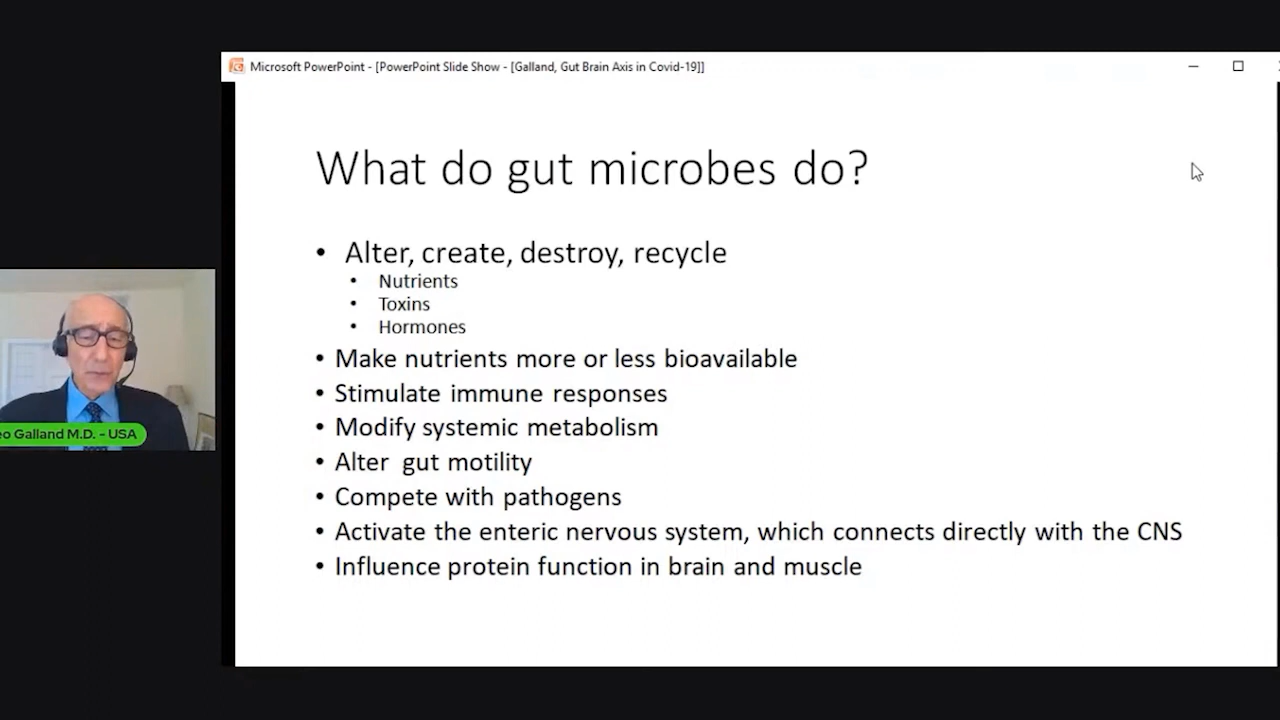 Microsoft PowerPoint - [PowerPoint Slide Show - [Galland, Gut Brain Axis in Covid-19]]
What do gut microbes do?
• Alter, create, destroy, recycle
• Nutrients
• Toxins
• Hormones
• Make nutrients more or less bioavailable
• Stimulate immune responses
• Modify systemic metabolism
• Alter gut motility
• Compete with pathogens
• Activate the enteric nervous system, which connects directly with the CNS
• Influence protein function in brain and muscle
eo Galland M.D. - USA